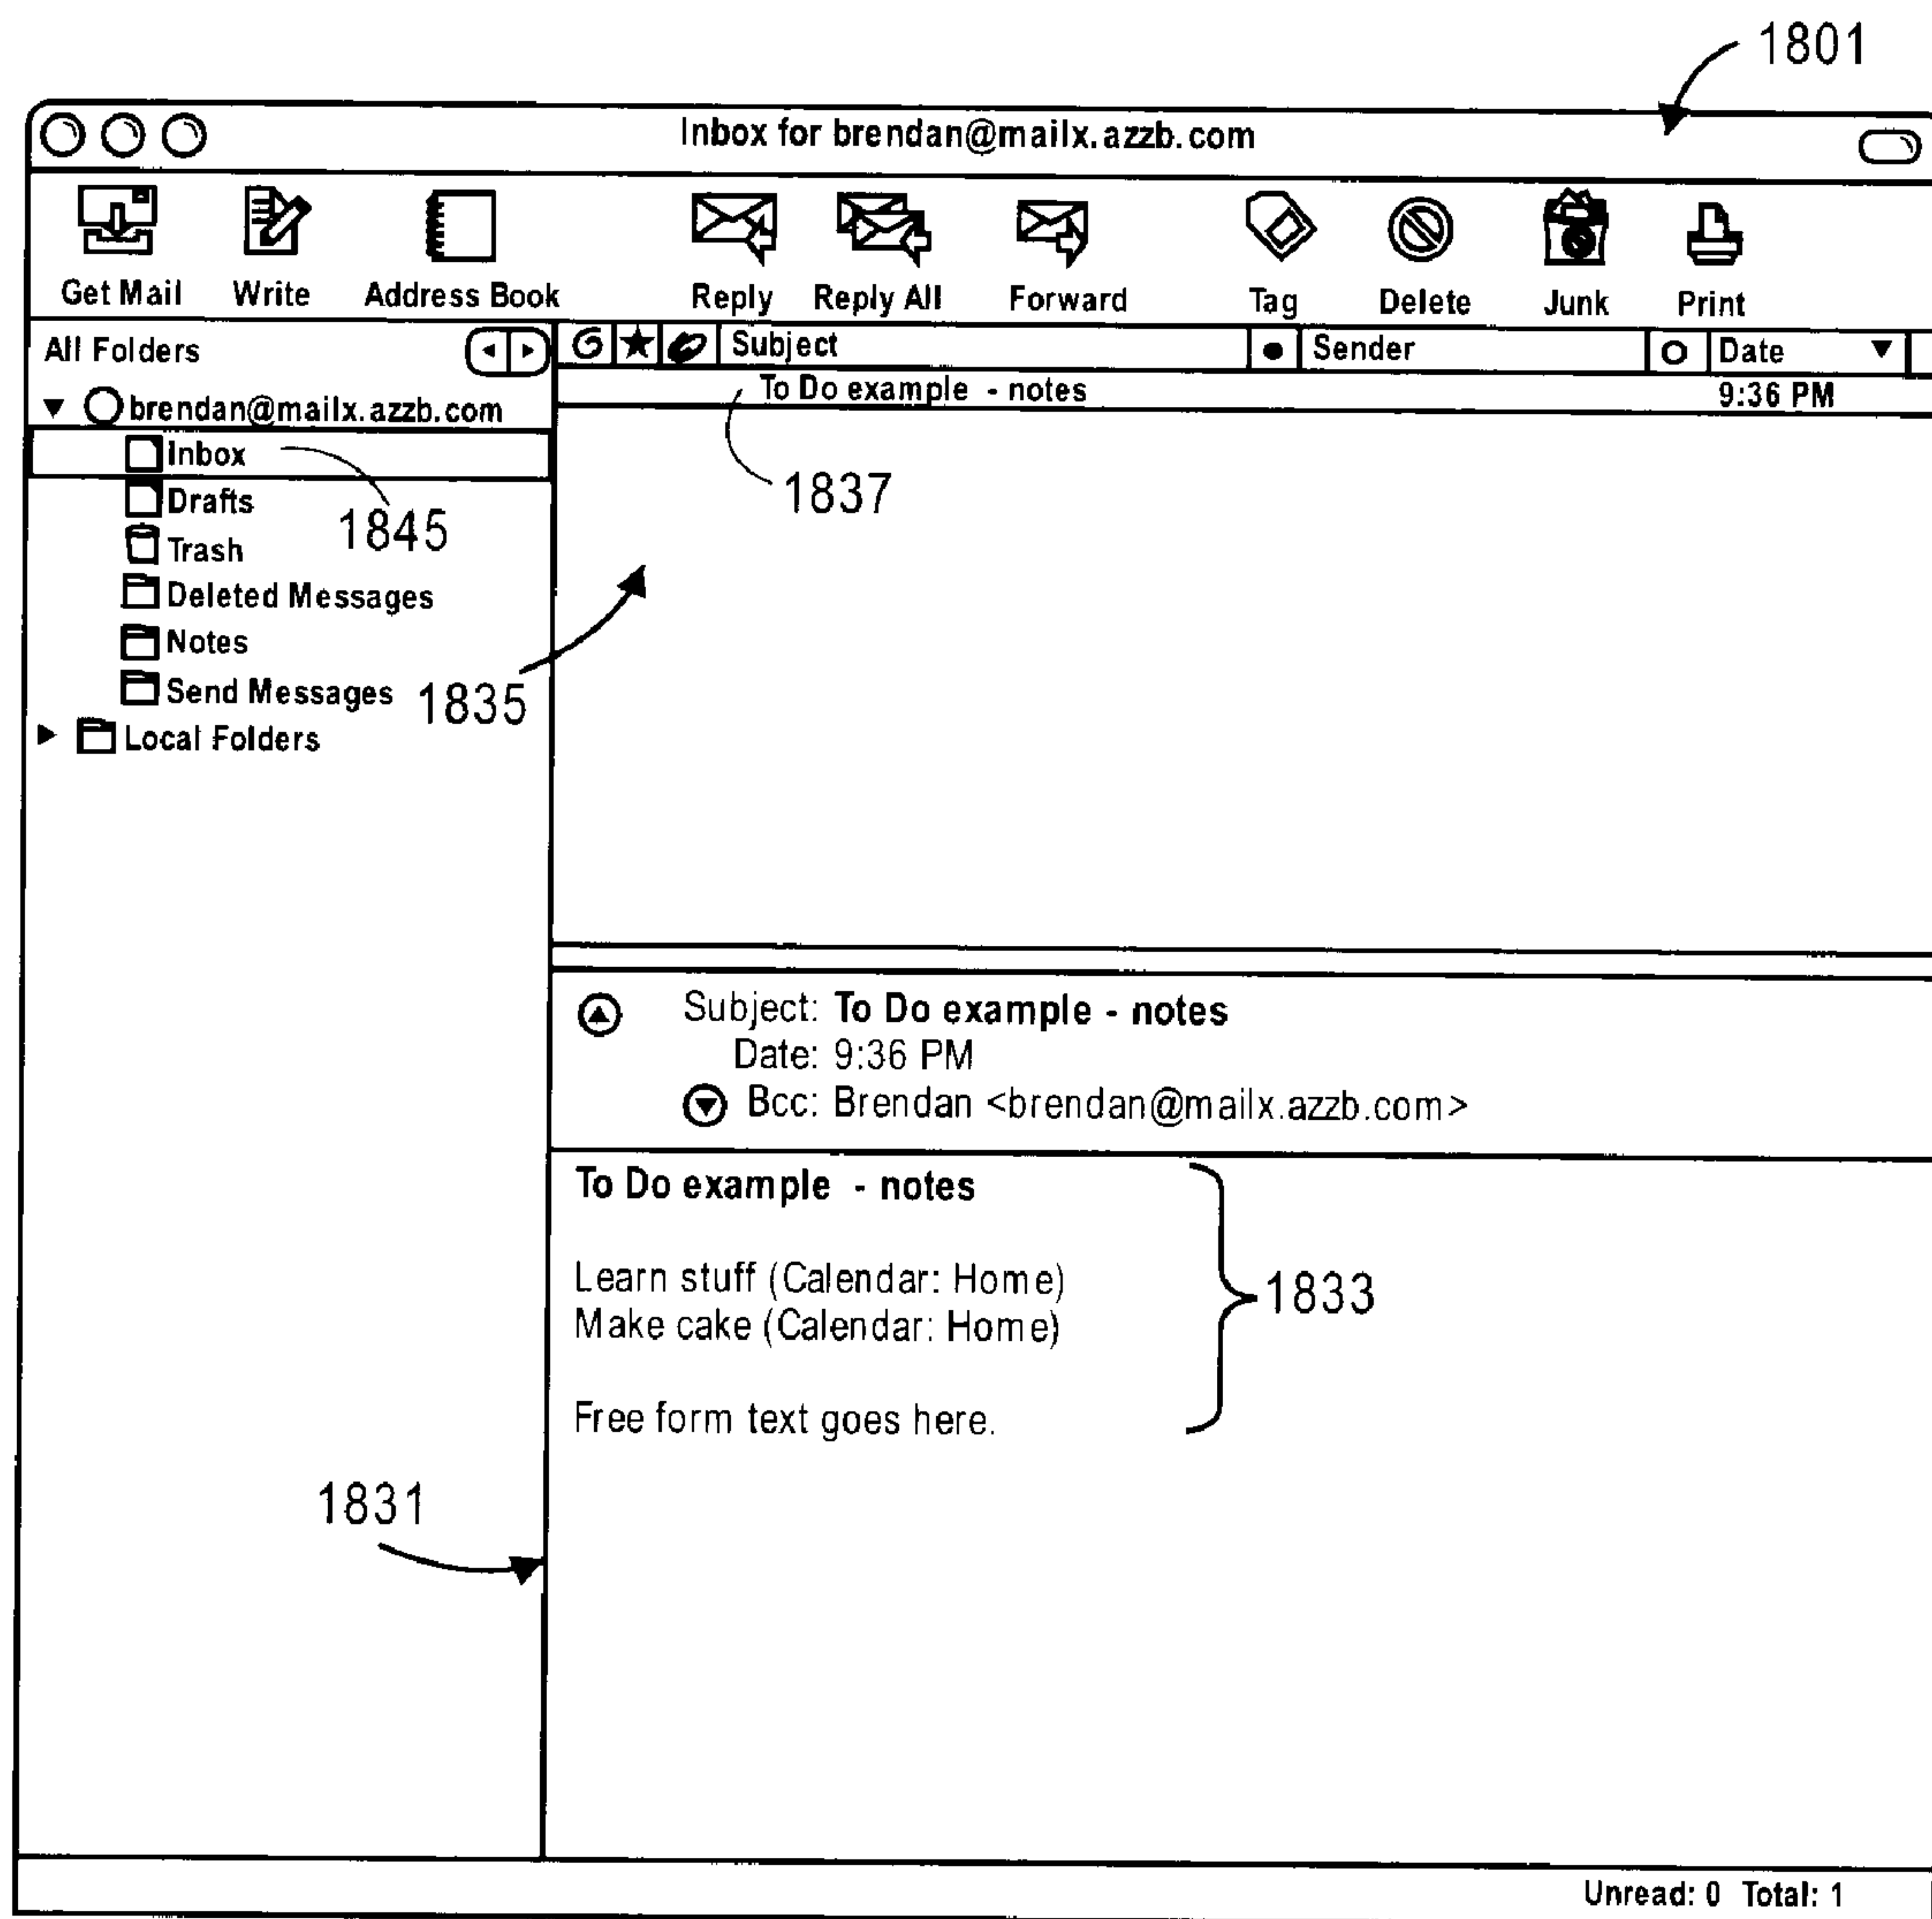 1801
Inbox for brendan@mailx.azzb.com
Get Mail Write Address Book Reply Reply All Forward Tag Delete Junk Print
All Folders
Subject Sender Date
To Do example - notes 9:36 PM
brendan@mailx.azzb.com
Inbox
Drafts
Trash
Deleted Messages
Notes
Send Messages
Local Folders
1845
1837
1835
Subject: To Do example - notes
Date: 9:36 PM
Bcc: Brendan <brendan@mailx.azzb.com>
To Do example - notes
Learn stuff (Calendar: Home)
Make cake (Calendar: Home)
Free form text goes here.
1833
1831
Unread: 0 Total: 1